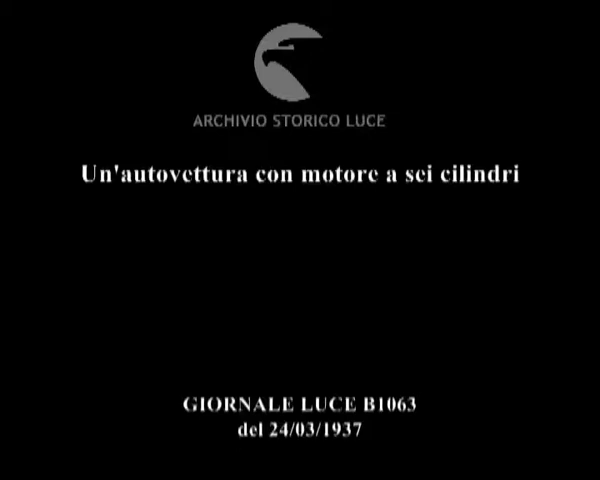 ARCHIVIO STORICO LUCE
Un'autovettura con motore a sei cilindri
GIORNALE LUCE B1063
del 24/03/1937